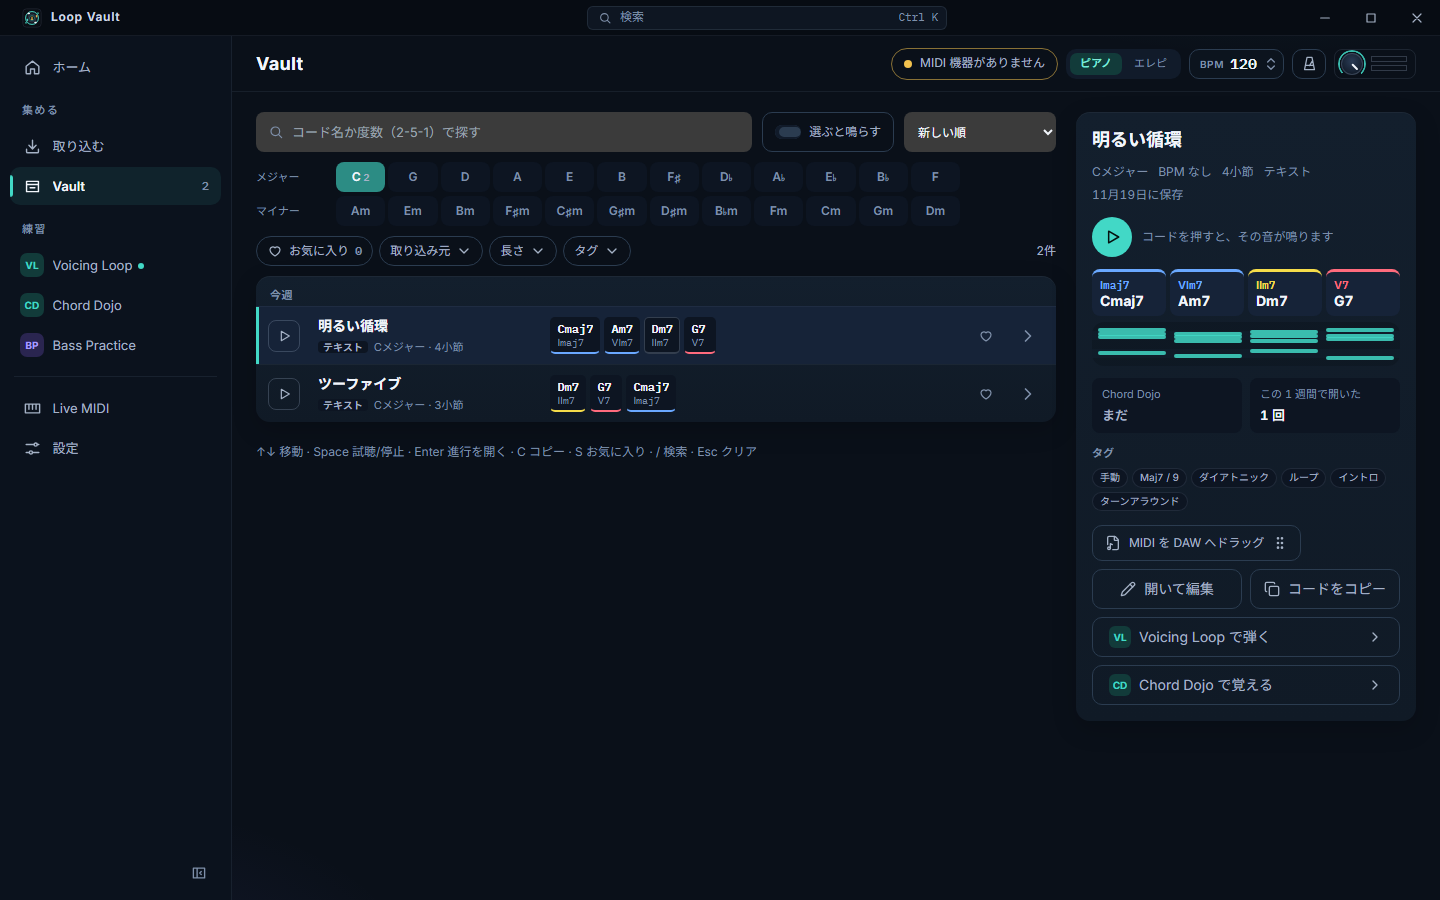 Loop Vault
検索
Ctrl K
ホーム
集める
取り込む
Vault
2
練習
VL Voicing Loop
CD Chord Dojo
BP Bass Practice
Live MIDI
設定
Vault
MIDI 機器がありません
ピアノ エレピ
BPM 120
コード名か度数（2-5-1）で探す
選ぶと鳴らす
新しい順
メジャー C 2 G D A E B F♯ D♭ A♭ E♭ B♭ F
マイナー Am Em Bm F♯m C♯m G♯m D♯m B♭m Fm Cm Gm Dm
お気に入り 0 取り込み元 長さ タグ
2件
今週
明るい循環
テキスト Cメジャー · 4小節
Cmaj7 Am7 Dm7 G7
Imaj7 VIm7 IIm7 V7
ツーファイブ
テキスト Cメジャー · 3小節
Dm7 G7 Cmaj7
IIm7 V7 Imaj7
↑↓ 移動 · Space 試聴/停止 · Enter 進行を開く · C コピー · S お気に入り · / 検索 · Esc クリア
明るい循環
Cメジャー BPM なし 4小節 テキスト
11月19日に保存
コードを押すと、その音が鳴ります
Imaj7 VIm7 IIm7 V7
Cmaj7 Am7 Dm7 G7
Chord Dojo
まだ
この 1 週間で開いた
1 回
タグ
手動 Maj7 / 9 ダイアトニック ループ イントロ
ターンアラウンド
MIDI を DAW へドラッグ
開いて編集
コードをコピー
VL Voicing Loop で弾く
CD Chord Dojo で覚える